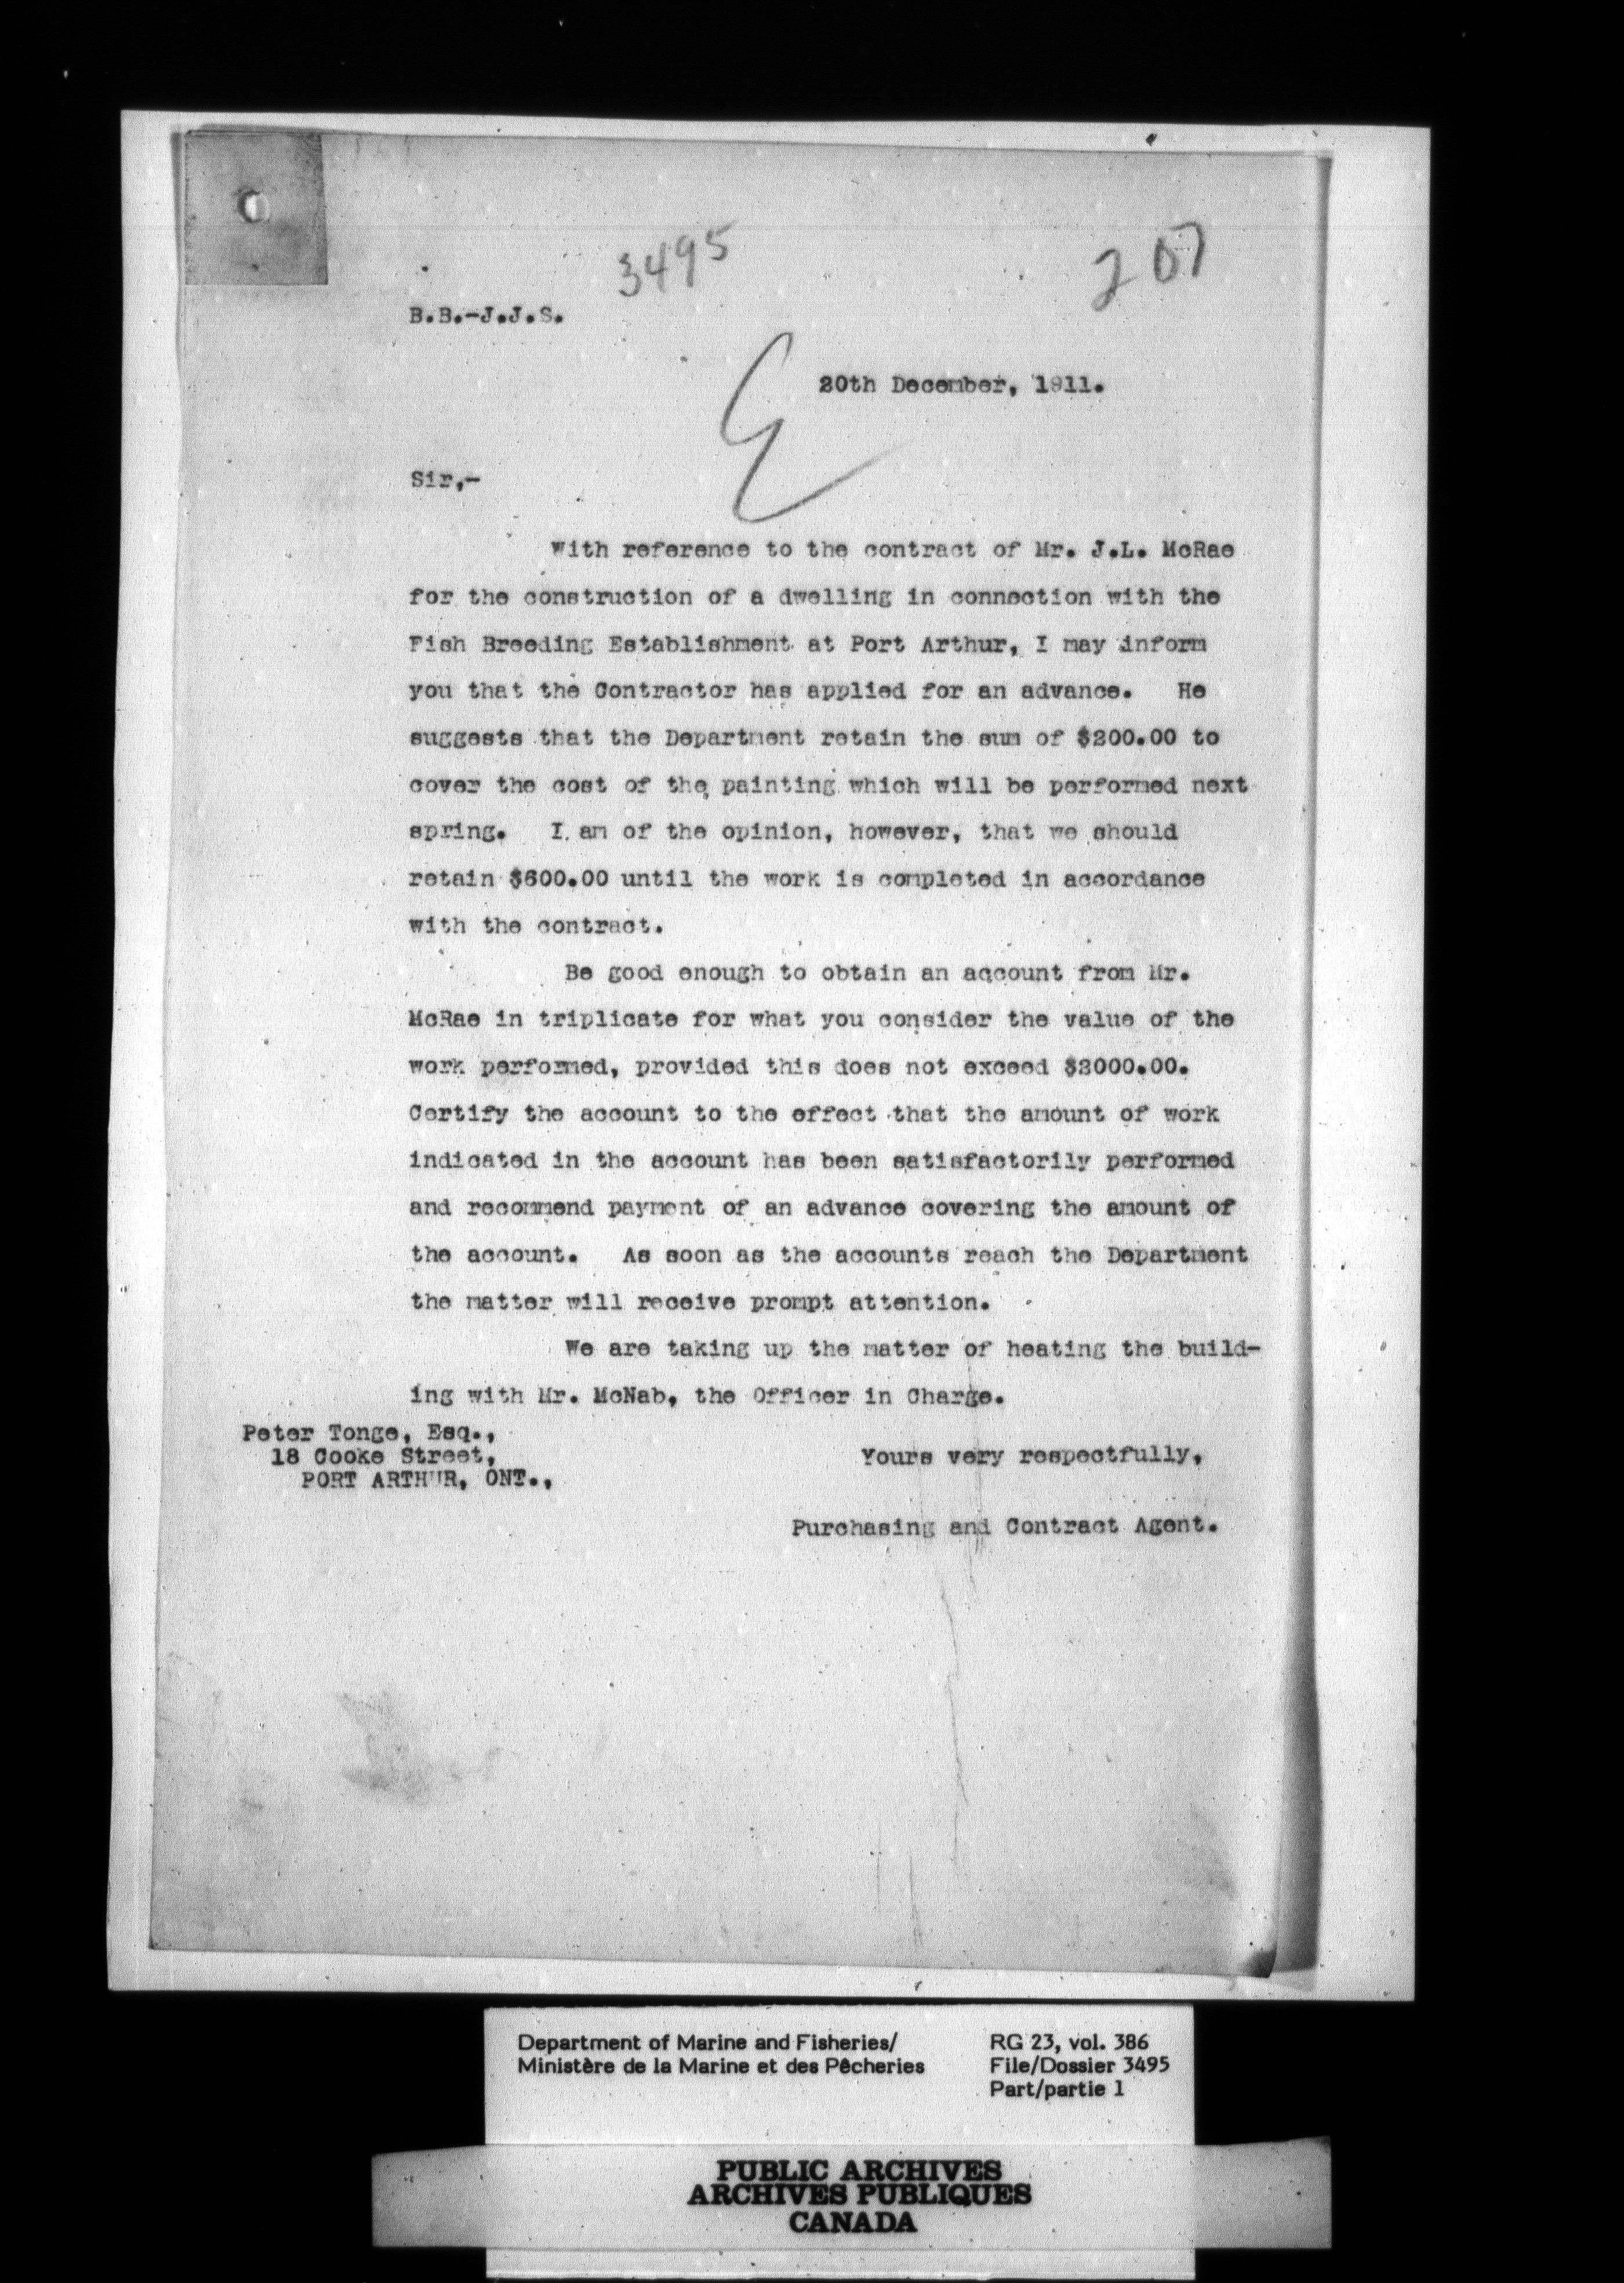 3495
207
B.B.-J.J.S.
20th December, 1911.
Sir,-
With reference to the contract of Mr. J.L. McRae
for the construction of a dwelling in connection with the
Fish Breeding Establishment at Port Arthur, I may inform
you that the Contractor has applied for an advance. He
suggests that the Department retain the sum of $200.00 to
cover the cost of the painting which will be performed next
spring. I am of the opinion, however, that we should
retain $600.00 until the work is completed in accordance
with the contract.
Be good enough to obtain an account from Mr.
McRae in triplicate for what you consider the value of the
work performed, provided this does not exceed
Certify the account to the effect that the amount of work
indicated in the account has been satisfactorily performed
and recommend payment of an advance covering the amount of
the account. As soon as the accounts reach the Department
the matter will receive prompt attention.
We are taking up the matter of heating the build-
ing with Mr. McNab, the Officer in Charge.
Peter Tonge, Esq.,
18 Cooke Street,
PORT ARTHUR, ONT.,
Yours very respectfully,
Purchasing and Contract Agent.
Department of Marine and Fisheries/
Ministère de la Marine et des Pêcheries
RG 23, vol. 386
File/Dossier 3495
Part/partie 1
PUBLIC ARCHIVES
ARCHIVES PUBLIQUES
CANADA